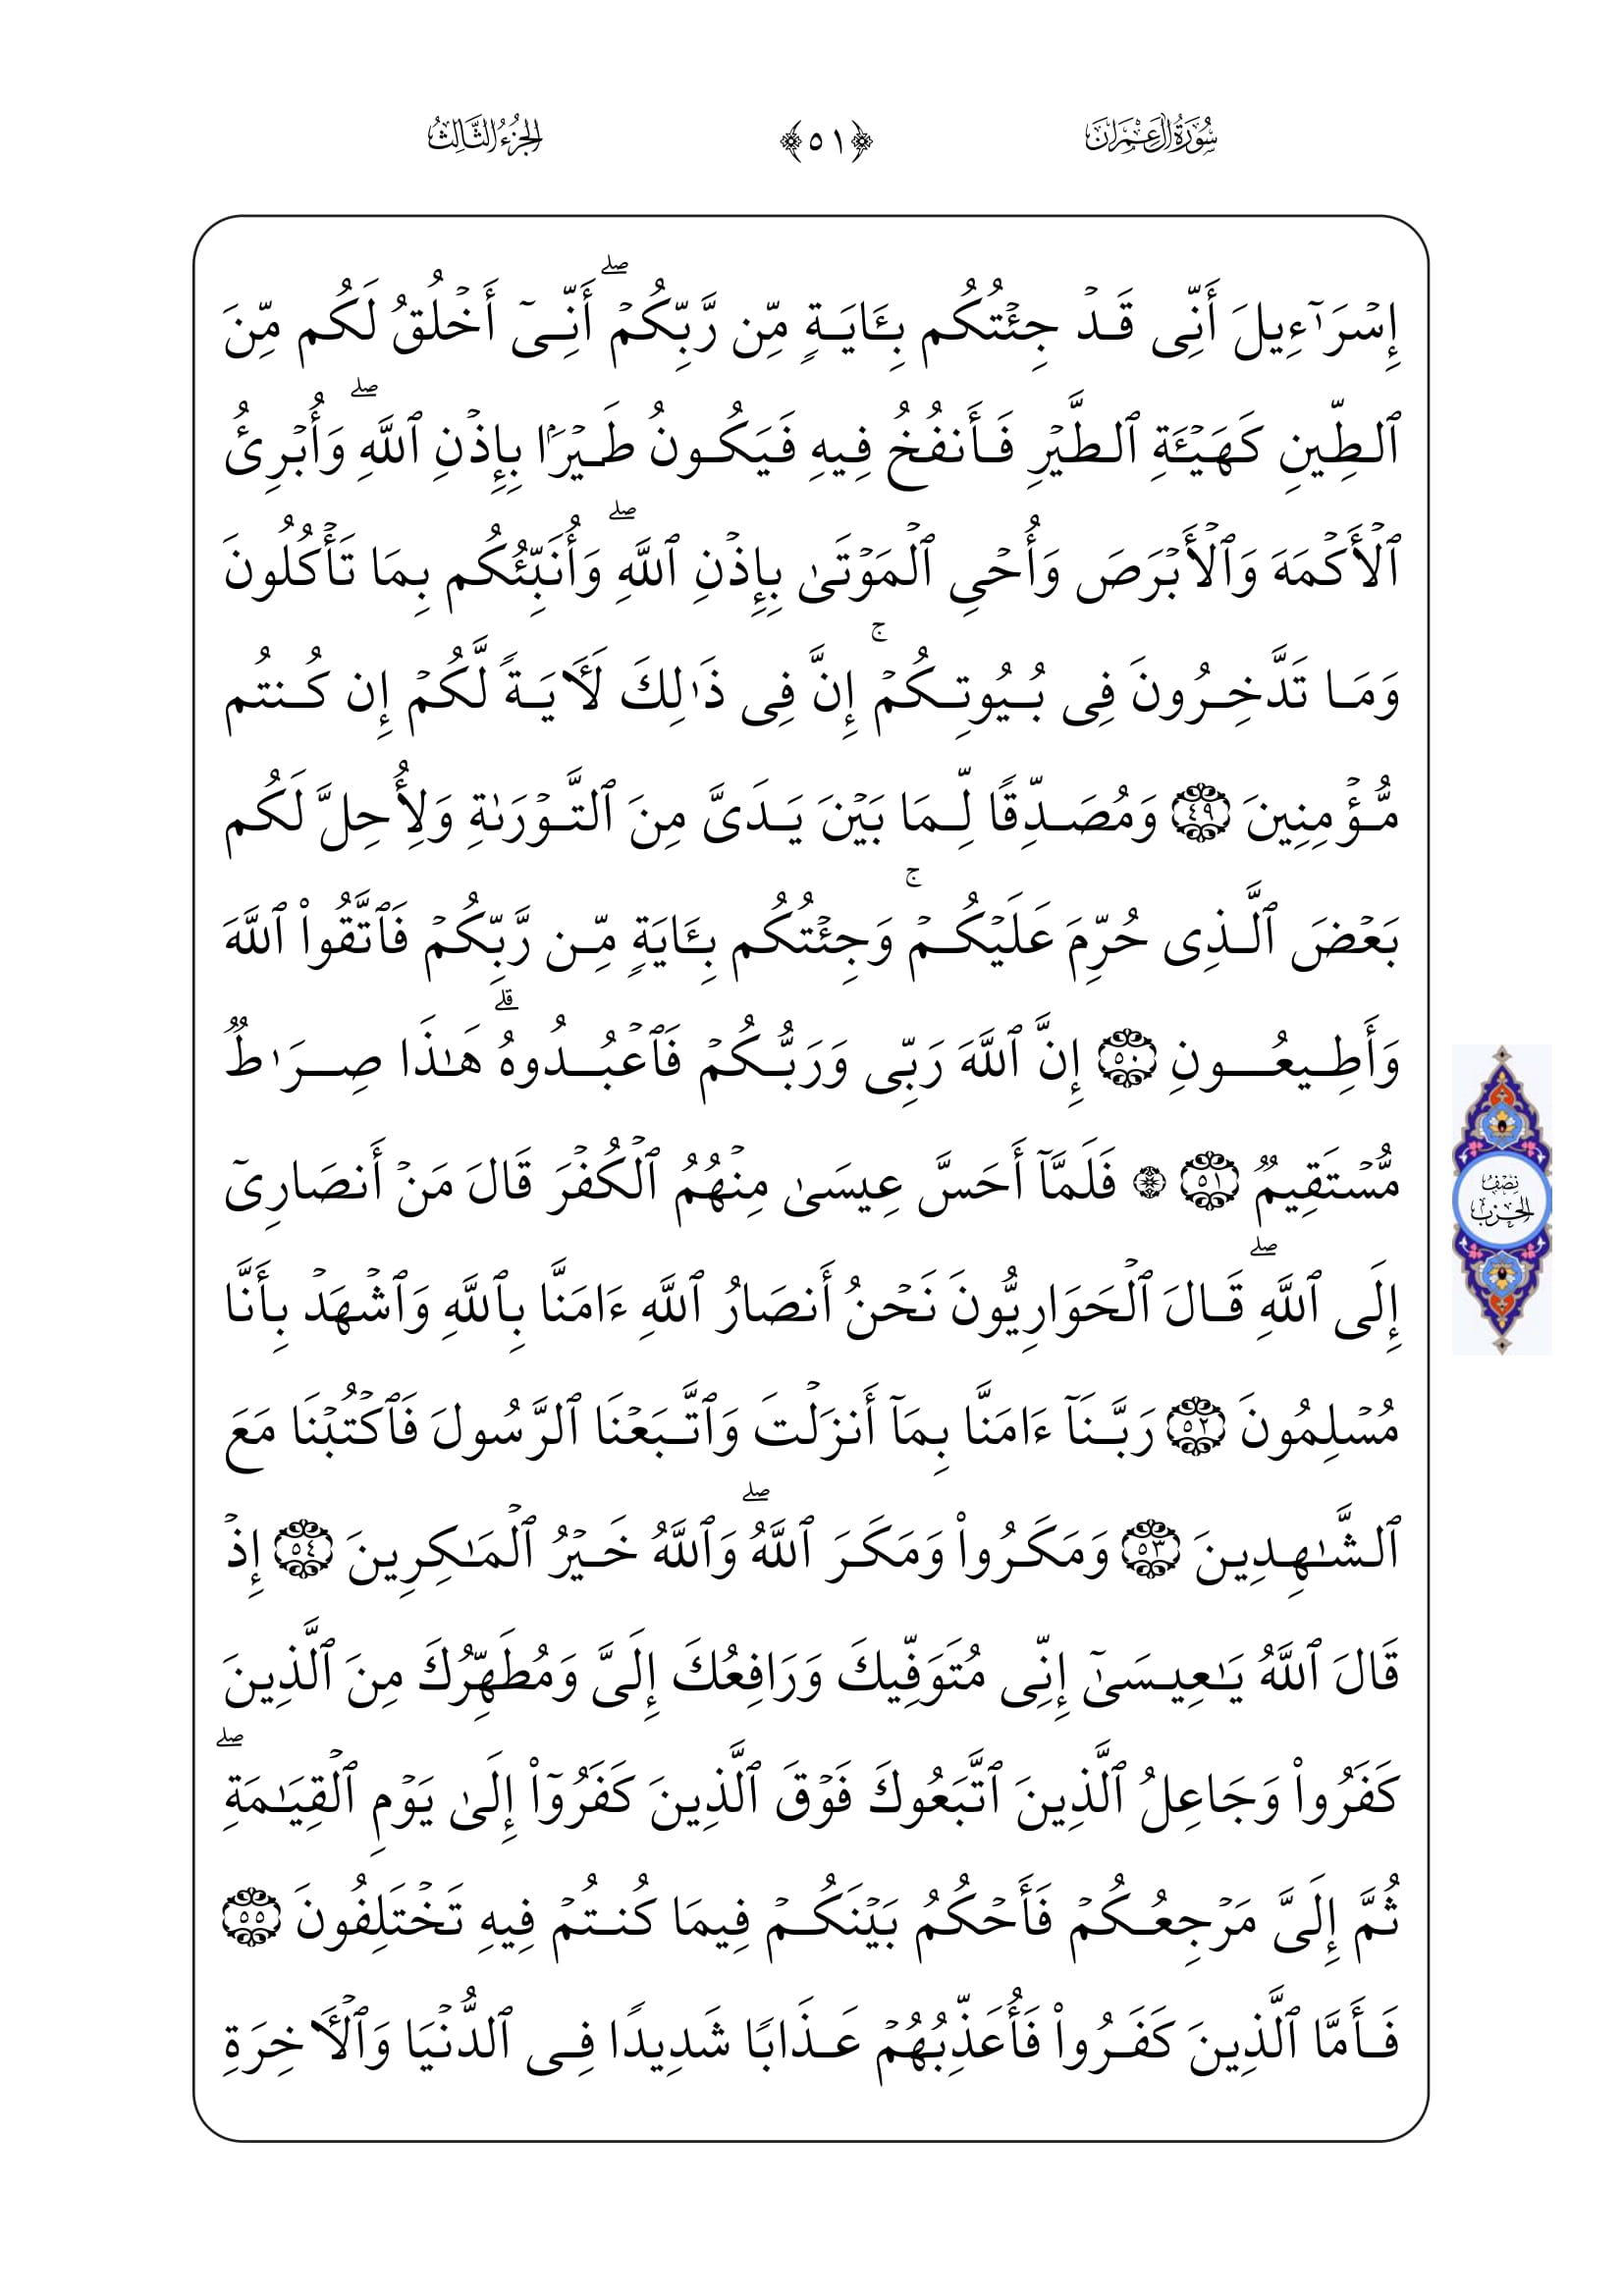 سُورَةُ آلِ عِمْرَانَ ﴿٥١﴾ الجُزْءُ الثَّالِثُ
إِسۡرَٰٓءِيلَ أَنِّى قَدۡ جِئۡتُكُم بِـَٔايَةٍ مِّن رَّبِّكُمۡۖ أَنِّىٓ أَخۡلُقُ لَكُم مِّنَ
ٱلطِّينِ كَهَيۡـَٔةِ ٱلطَّيۡرِ فَأَنفُخُ فِيهِ فَيَكُونُ طَيۡرَۢا بِإِذۡنِ ٱللَّهِۖ وَأُبۡرِئُ
ٱلۡأَكۡمَهَ وَٱلۡأَبۡرَصَ وَأُحۡىِ ٱلۡمَوۡتَىٰ بِإِذۡنِ ٱللَّهِۖ وَأُنَبِّئُكُم بِمَا تَأۡكُلُونَ
وَمَا تَدَّخِرُونَ فِى بُيُوتِكُمۡۚ إِنَّ فِى ذَٰلِكَ لَـَٔايَةً لَّكُمۡ إِن كُنتُم
مُّؤۡمِنِينَ ٤٩ وَمُصَدِّقًا لِّمَا بَيۡنَ يَدَىَّ مِنَ ٱلتَّوۡرَىٰةِ وَلِأُحِلَّ لَكُم
بَعۡضَ ٱلَّذِى حُرِّمَ عَلَيۡكُمۡۚ وَجِئۡتُكُم بِـَٔايَةٍ مِّن رَّبِّكُمۡ فَٱتَّقُواْ ٱللَّهَ
وَأَطِيعُونِ ٥٠ إِنَّ ٱللَّهَ رَبِّى وَرَبُّكُمۡ فَٱعۡبُدُوهُۗ هَـٰذَا صِرَٰطٌ
مُّسۡتَقِيمٌ ٥١ ۞ فَلَمَّآ أَحَسَّ عِيسَىٰ مِنۡهُمُ ٱلۡكُفۡرَ قَالَ مَنۡ أَنصَارِىٓ
نِصْفُ الحِزْب
إِلَى ٱللَّهِۖ قَالَ ٱلۡحَوَارِيُّونَ نَحۡنُ أَنصَارُ ٱللَّهِ ءَامَنَّا بِٱللَّهِ وَٱشۡهَدۡ بِأَنَّا
مُسۡلِمُونَ ٥٢ رَبَّنَآ ءَامَنَّا بِمَآ أَنزَلۡتَ وَٱتَّبَعۡنَا ٱلرَّسُولَ فَٱكۡتُبۡنَا مَعَ
ٱلشَّـٰهِدِينَ ٥٣ وَمَكَرُواْ وَمَكَرَ ٱللَّهُۖ وَٱللَّهُ خَيۡرُ ٱلۡمَـٰكِرِينَ ٥٤ إِذۡ
قَالَ ٱللَّهُ يَـٰعِيسَىٰٓ إِنِّى مُتَوَفِّيكَ وَرَافِعُكَ إِلَىَّ وَمُطَهِّرُكَ مِنَ ٱلَّذِينَ
كَفَرُواْ وَجَاعِلُ ٱلَّذِينَ ٱتَّبَعُوكَ فَوۡقَ ٱلَّذِينَ كَفَرُوٓاْ إِلَىٰ يَوۡمِ ٱلۡقِيَـٰمَةِۖ
ثُمَّ إِلَىَّ مَرۡجِعُكُمۡ فَأَحۡكُمُ بَيۡنَكُمۡ فِيمَا كُنتُمۡ فِيهِ تَخۡتَلِفُونَ ٥٥
فَأَمَّا ٱلَّذِينَ كَفَرُواْ فَأُعَذِّبُهُمۡ عَذَابًا شَدِيدًا فِى ٱلدُّنۡيَا وَٱلۡـَٔاخِرَةِ